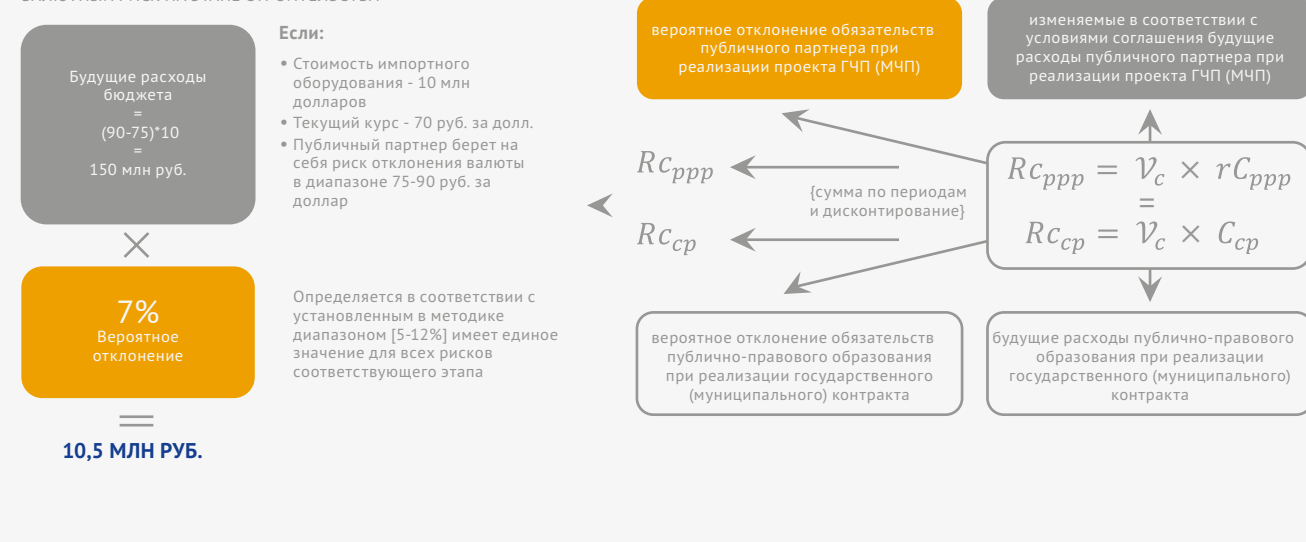 Будущие расходы
бюджета
=
(90-75)*10
=
150 млн руб.
×
7%
Вероятное
отклонение
=
10,5 МЛН РУБ.
Если:
• Стоимость импортного
оборудования - 10 млн
долларов
• Текущий курс - 70 руб. за долл.
• Публичный партнер берет на
себя риск отклонения валюты
в диапазоне 75-90 руб. за
доллар
Определяется в соответствии с
установленным в методике
диапазоном [5-12%] имеет единое
значение для всех рисков
соответствующего этапа
вероятное отклонение обязательств
публичного партнера при
реализации проекта ГЧП (МЧП)
изменяемые в соответствии с
условиями соглашения будущие
расходы публичного партнера при
реализации проекта ГЧП (МЧП)
Rc_ppp
{сумма по периодам
и дисконтирование}
Rc_cp
Rc_ppp = 𝒱_c × rC_ppp
=
Rc_cp = 𝒱_c × C_cp
вероятное отклонение обязательств
публично-правового образования
при реализации государственного
(муниципального) контракта
будущие расходы публично-правового
образования при реализации
государственного (муниципального)
контракта